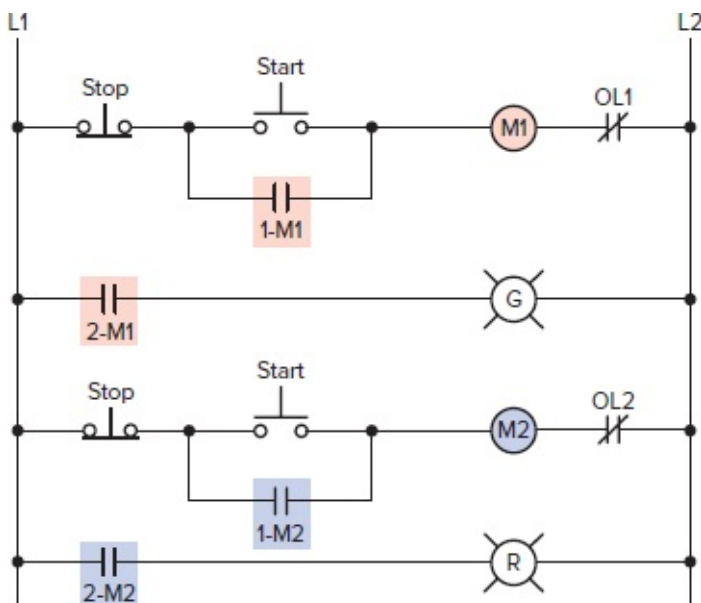 L1
L2
Stop
Start
M1
OL1
1-M1
2-M1
G
Stop
Start
M2
OL2
1-M2
2-M2
R